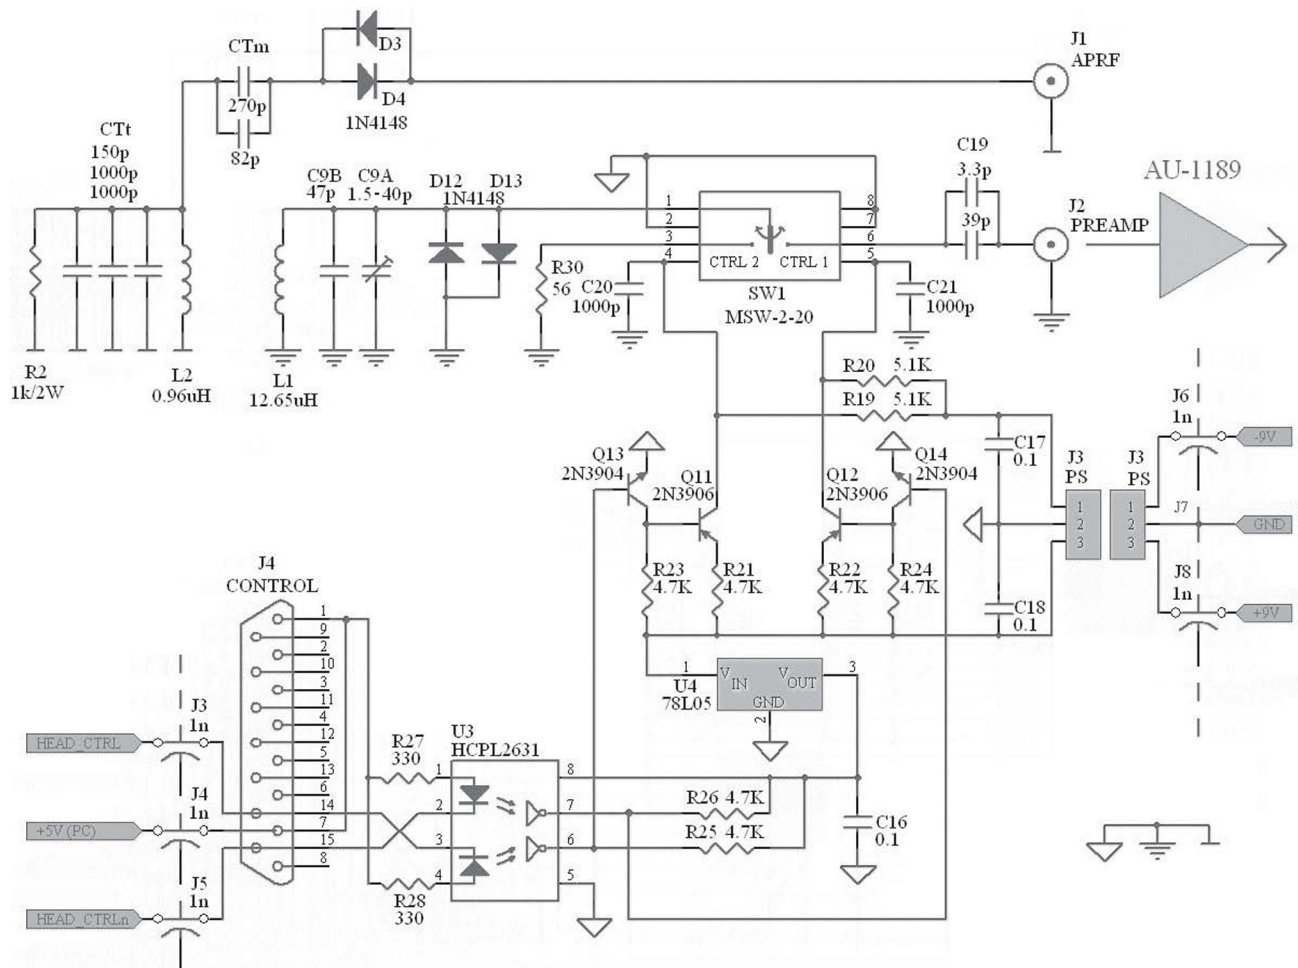 CTm
270p
82p
D3
D4
1N4148
J1
APRF
CTt
150p
1000p
1000p
R2
1k/2W
L2
0.96uH
L1
12.65uH
C9B
47p
C9A
1.5-40p
D12
D13
1N4148
R30
56
C20
1000p
1
2
3
4
8
7
6
5
CTRL 2
CTRL 1
SW1
MSW-2-20
C21
1000p
C19
3.3p
39p
J2
PREAMP
AU-1189
R20
5.1K
R19
5.1K
Q13
2N3904
Q11
2N3906
Q12
2N3906
Q14
2N3904
R23
4.7K
R21
4.7K
R22
4.7K
R24
4.7K
C17
0.1
C18
0.1
J3
PS
1
2
3
J3
PS
1
2
3
J6
1n
-9V
J7
GND
J8
1n
+9V
U4
78L05
1
VIN
VOUT
3
GND
2
J4
CONTROL
1
9
2
10
3
11
4
12
5
13
6
14
7
15
8
J3
1n
HEAD_CTRL
J4
1n
+5V (PC)
J5
1n
HEAD_CTRLn
R27
330
R28
330
U3
HCPL2631
1
2
3
4
8
7
6
5
R26 4.7K
R25 4.7K
C16
0.1